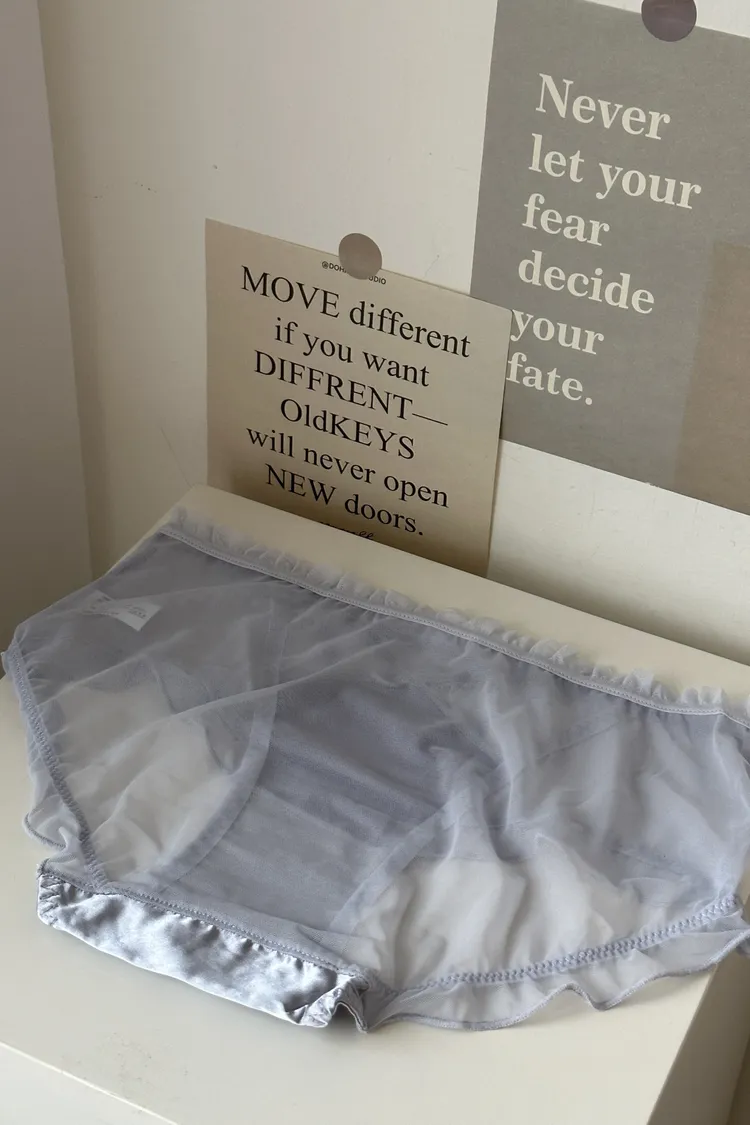 MOVE different
if you want
DIFFRENT—
OldKEYS
will never open
NEW doors.
Never
let your
fear
decide
your
fate.